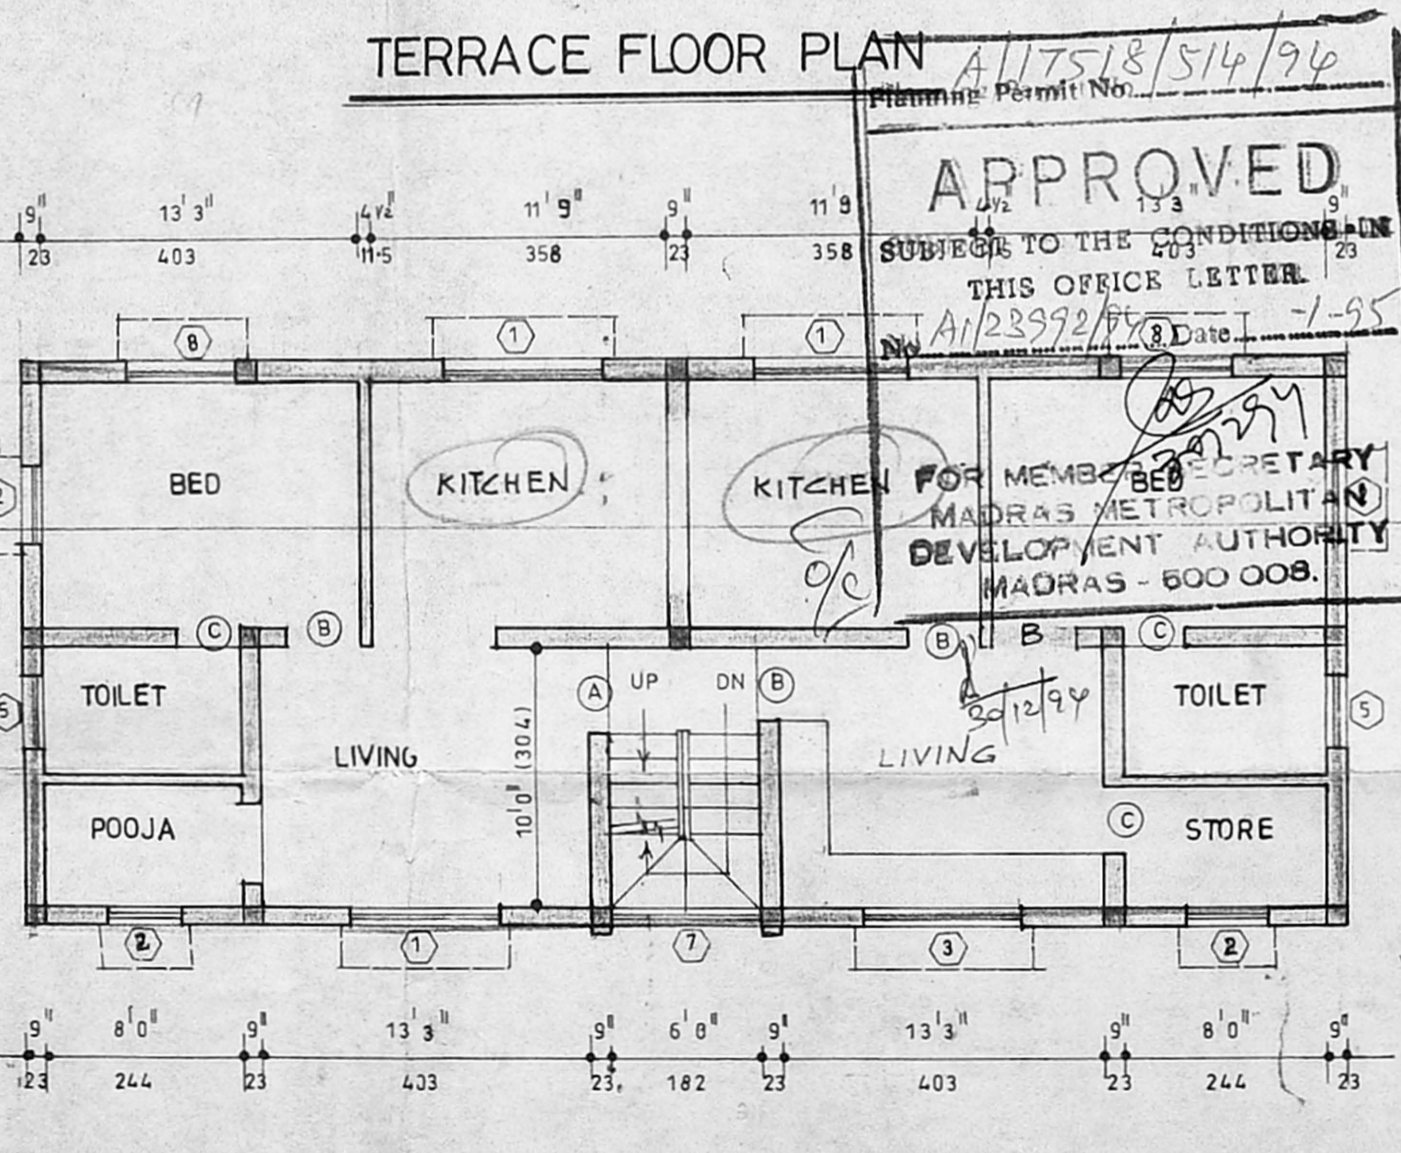 TERRACE FLOOR PLAN
A/17518/514/94
Planning Permit No.
APPROVED
9" 13'3" 4½" 11'9" 9" 11'9 4½ 13'3" 9"
23 403 11·5 358 23 358 403 23
SUBJECT TO THE CONDITIONS IN
THIS OFFICE LETTER.
No A1/23992/94 Date -1-95
8 1 1 8
BED KITCHEN KITCHEN BED
FOR MEMBER SECRETARY
MADRAS METROPOLITAN
DEVELOPMENT AUTHORITY
MADRAS - 600 008.
O/C
C B B B C
TOILET A UP DN B TOILET 5
30/12/94
LIVING 10'0" (304) LIVING
POOJA C STORE
2 1 7 3 2
9" 8'0" 9" 13'3" 9" 6'0" 9" 13'3" 9" 8'0" 9"
23 244 23 403 23 182 23 403 23 244 23